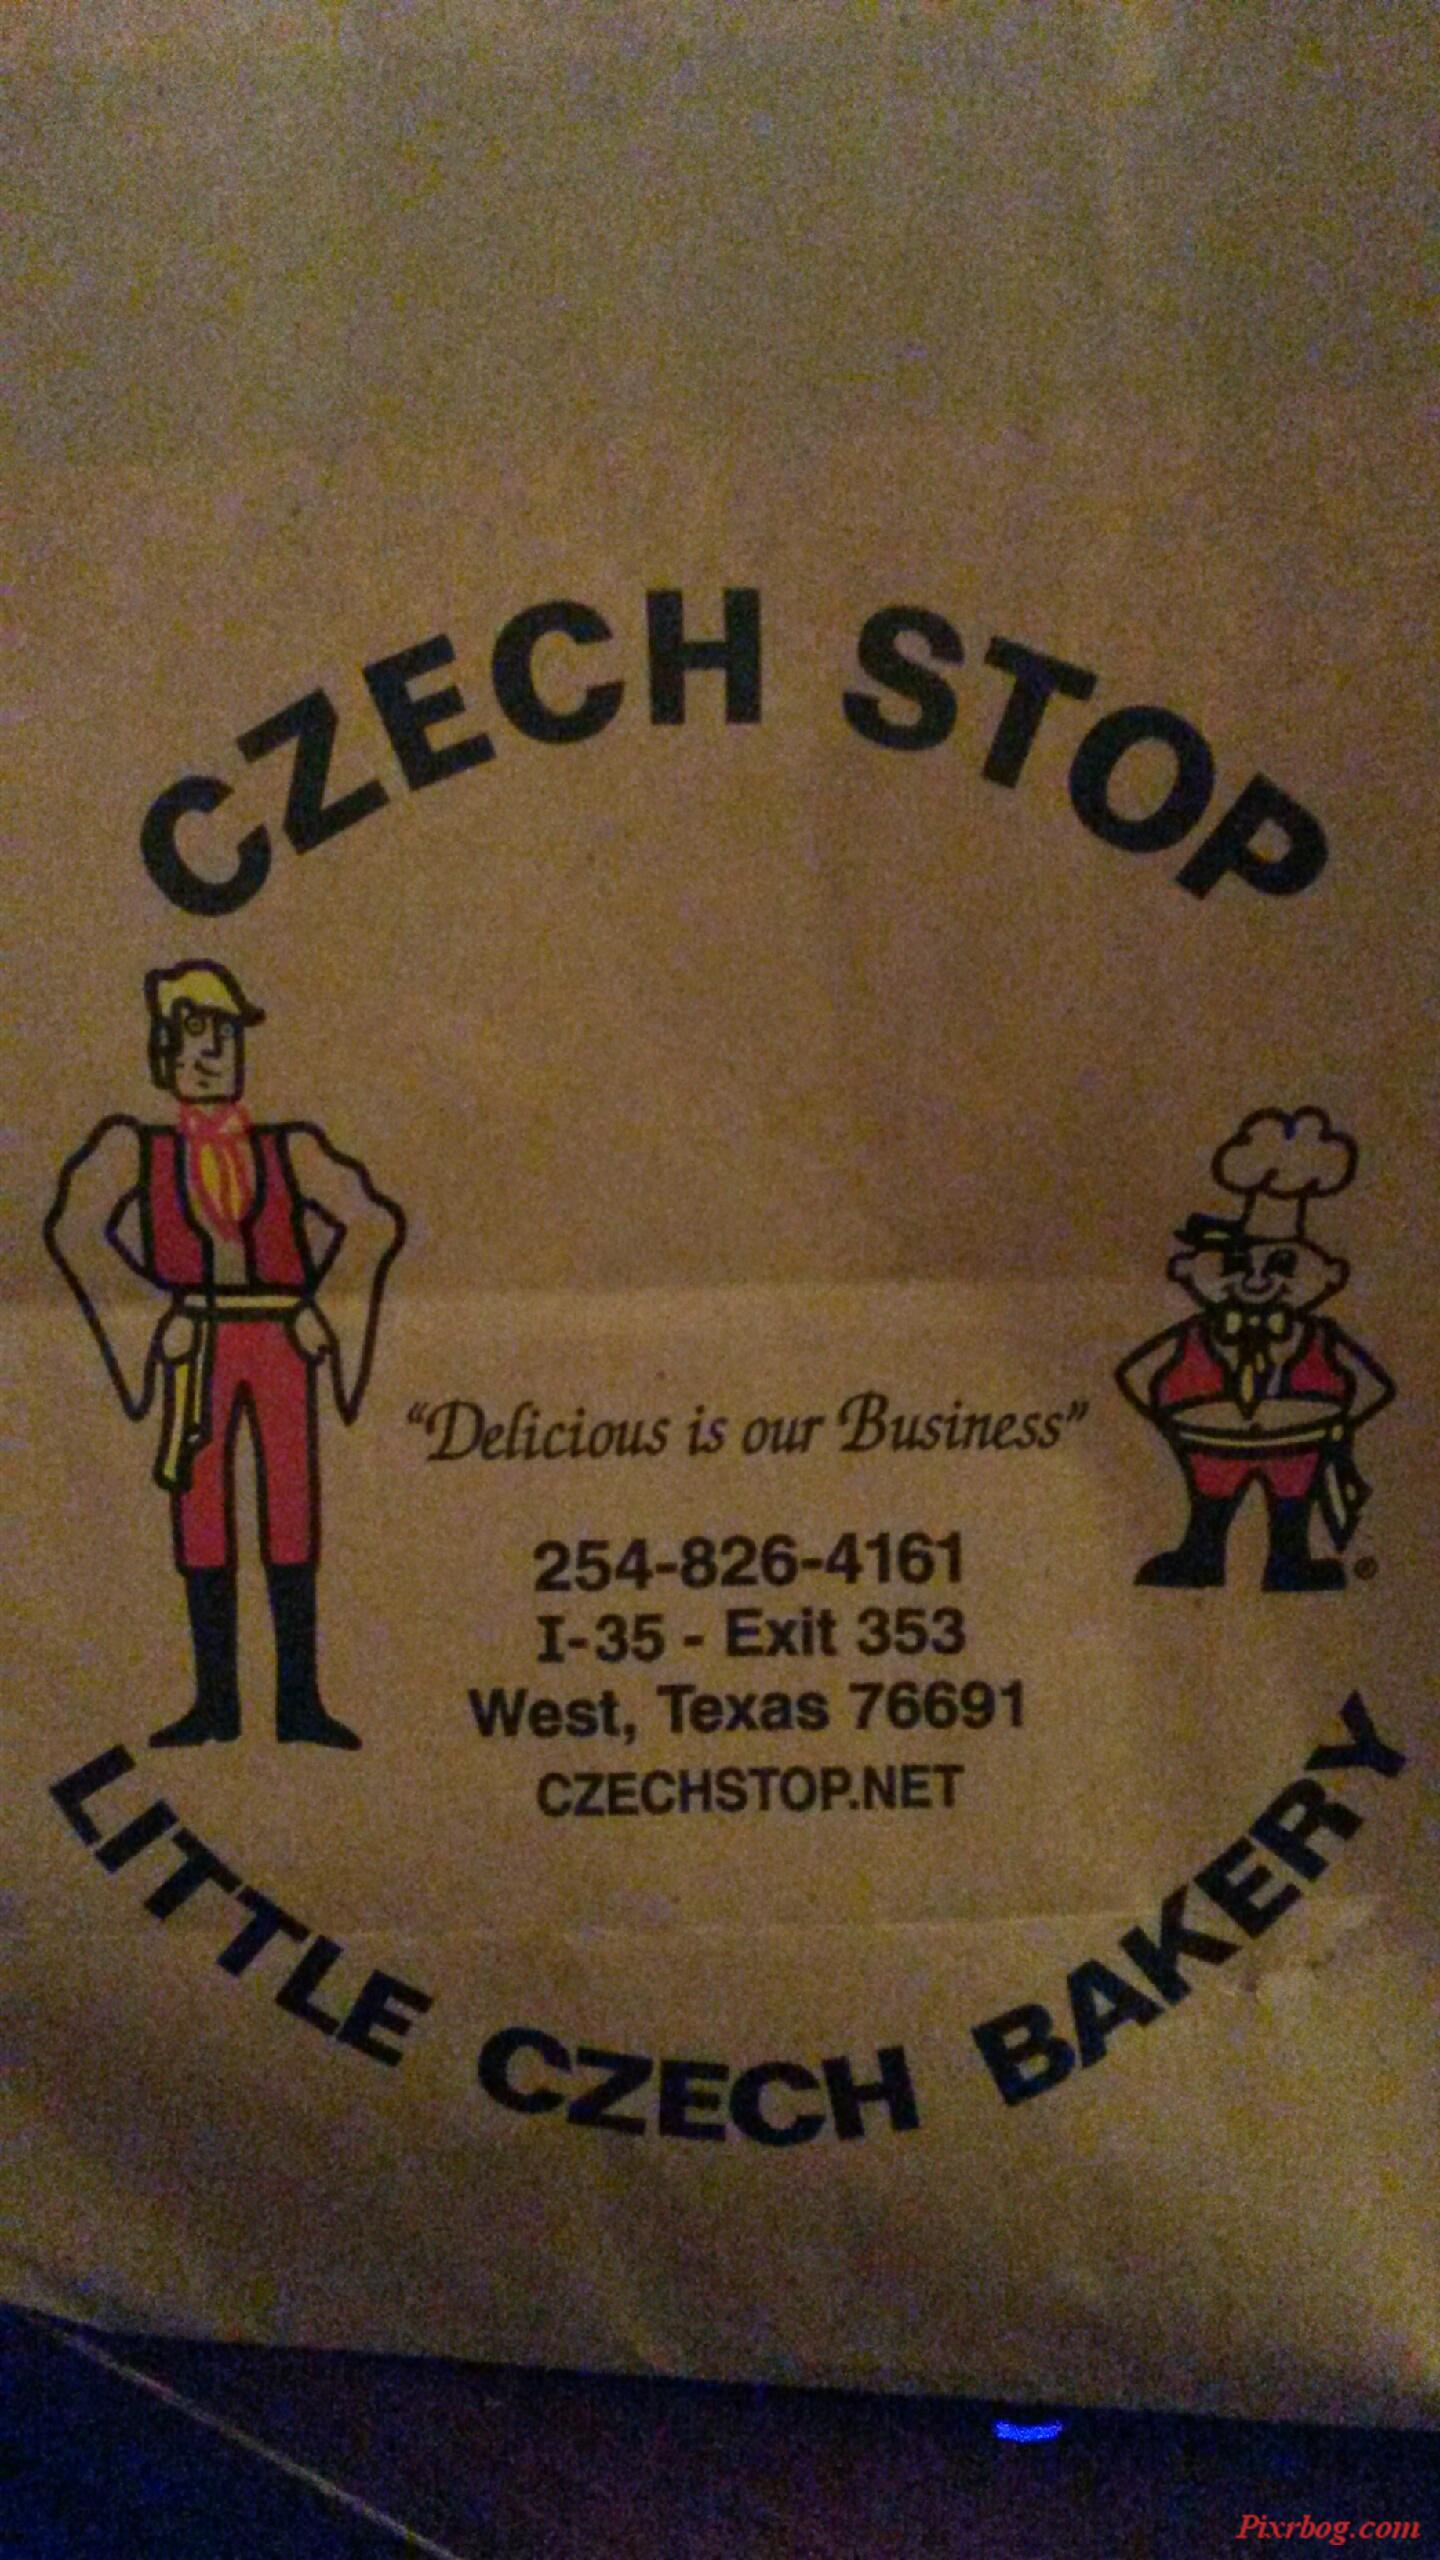 CZECH STOP
"Delicious is our Business"
254-826-4161
I-35 - Exit 353
West, Texas 76691
CZECHSTOP.NET
LITTLE CZECH BAKERY
®
Pixrbog.com